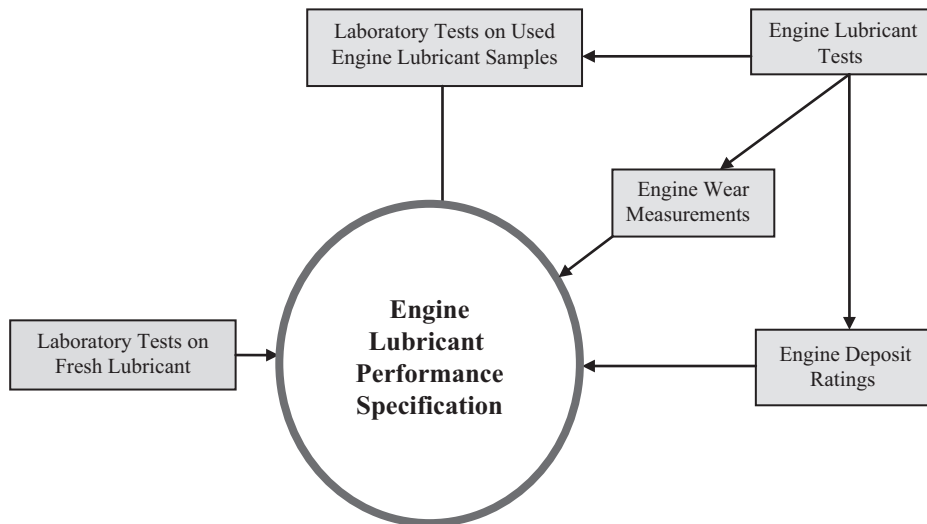 Laboratory Tests on Used
Engine Lubricant Samples
Engine Lubricant
Tests
Engine Wear
Measurements
Engine
Lubricant
Performance
Specification
Laboratory Tests on
Fresh Lubricant
Engine Deposit
Ratings